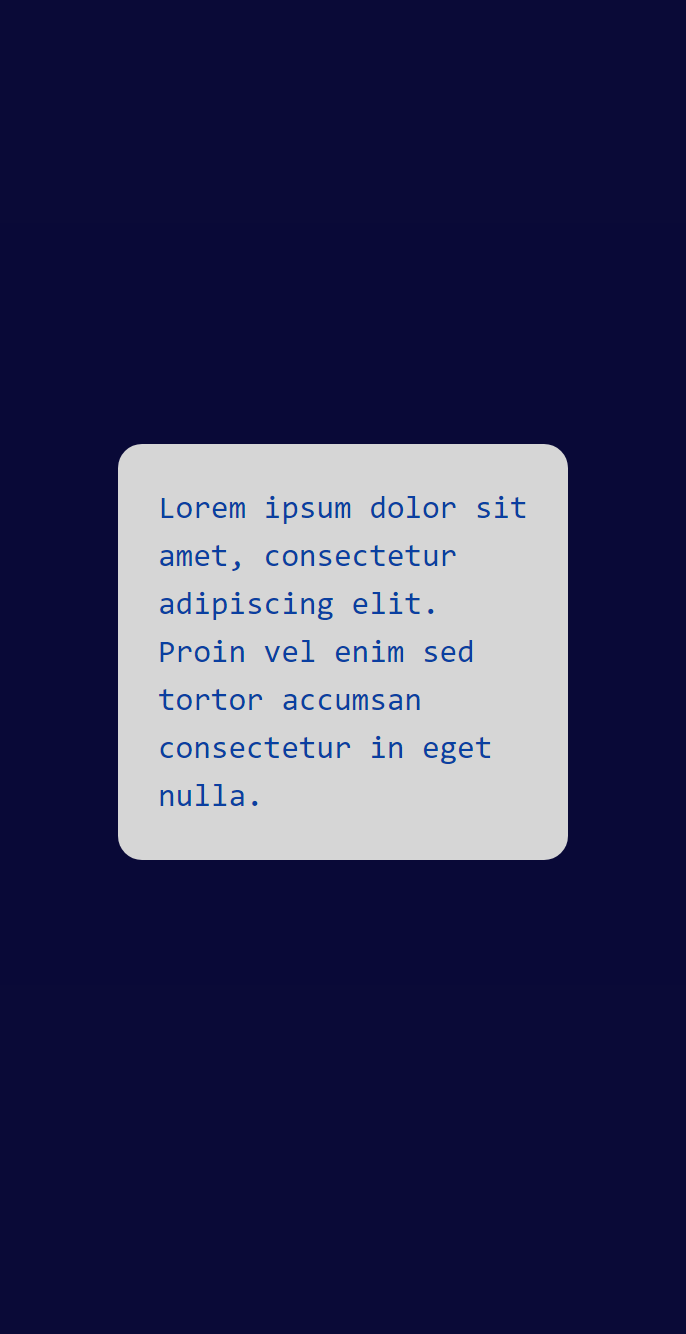 Lorem ipsum dolor sit
amet, consectetur
adipiscing elit.
Proin vel enim sed
tortor accumsan
consectetur in eget
nulla.